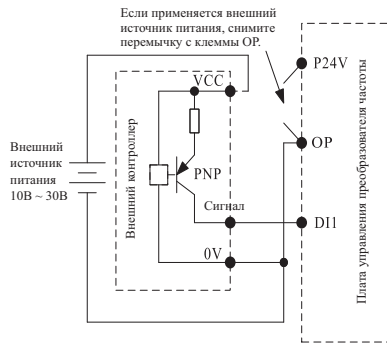 Если применяется внешний
источник питания, снимите
перемычку с клеммы ОР.
P24V
VCC
OP
Внешний
источник
питания
10В ~ 30В
Внешний контроллер
PNP
Сигнал
DI1
0V
Плата управления преобразователя частоты